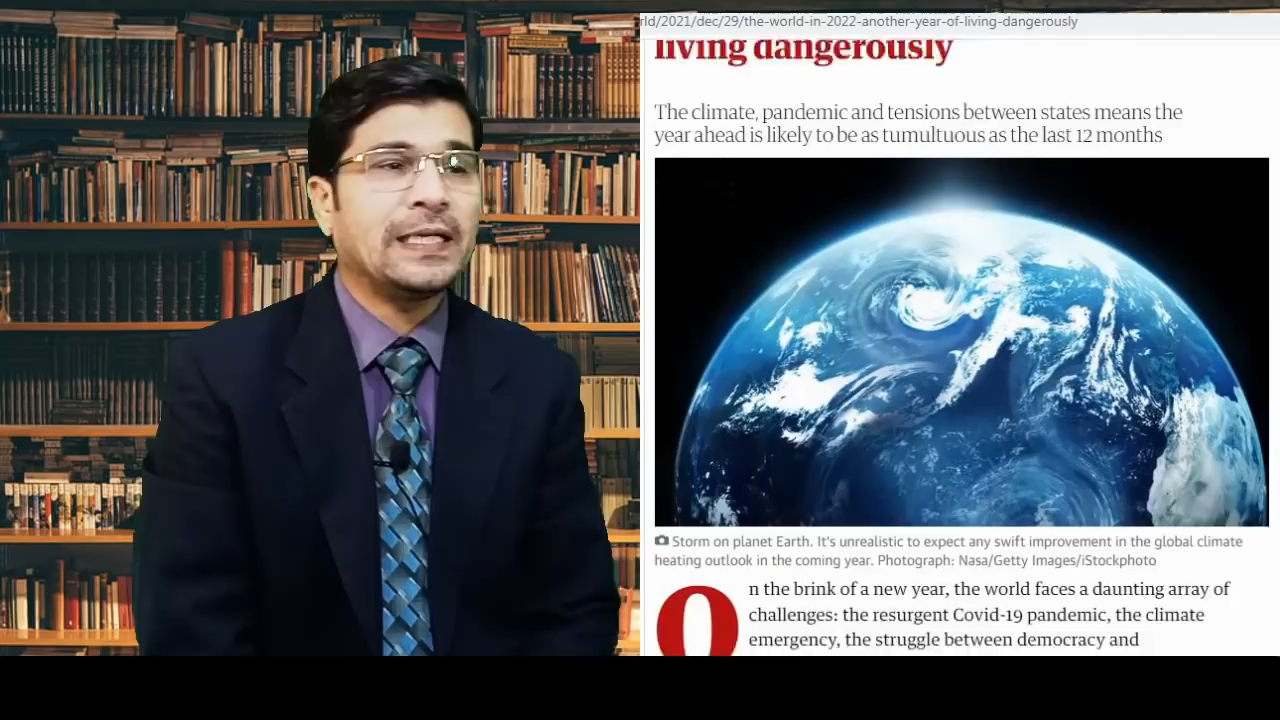 rld/2021/dec/29/the-world-in-2022-another-year-of-living-dangerously
living dangerously
The climate, pandemic and tensions between states means the
year ahead is likely to be as tumultuous as the last 12 months
Storm on planet Earth. It's unrealistic to expect any swift improvement in the global climate
heating outlook in the coming year. Photograph: Nasa/Getty Images/iStockphoto
On the brink of a new year, the world faces a daunting array of
challenges: the resurgent Covid-19 pandemic, the climate
emergency, the struggle between democracy and